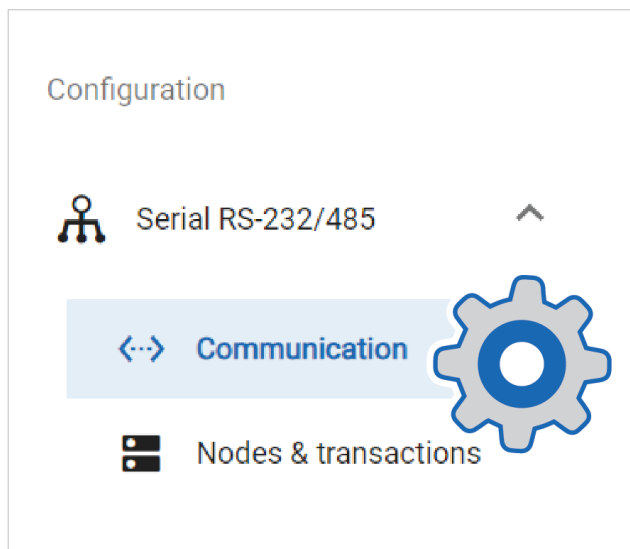 Configuration
Serial RS-232/485
Communication
Nodes & transactions